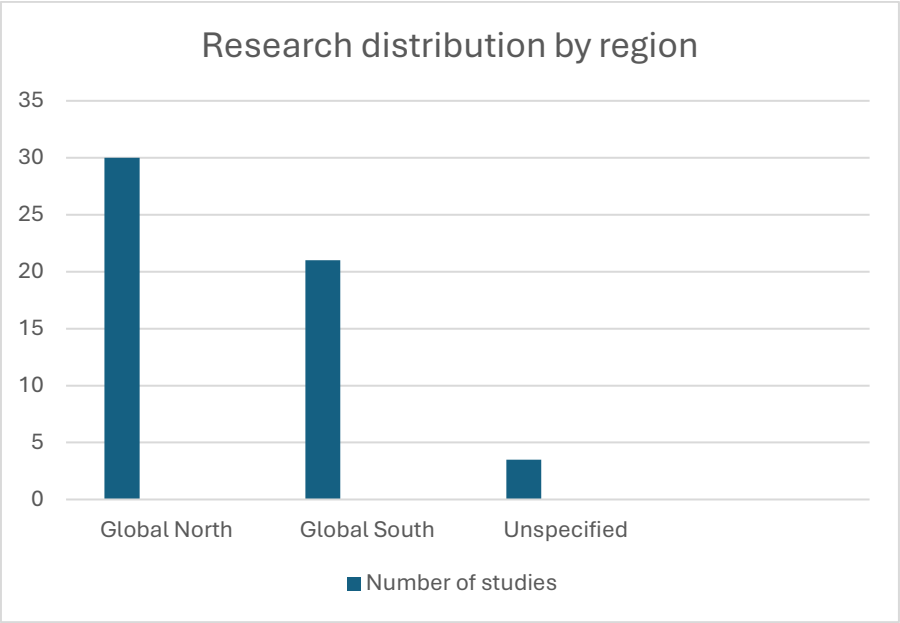 Research distribution by region
35
30
25
20
15
10
5
0
Global North Global South Unspecified
Number of studies